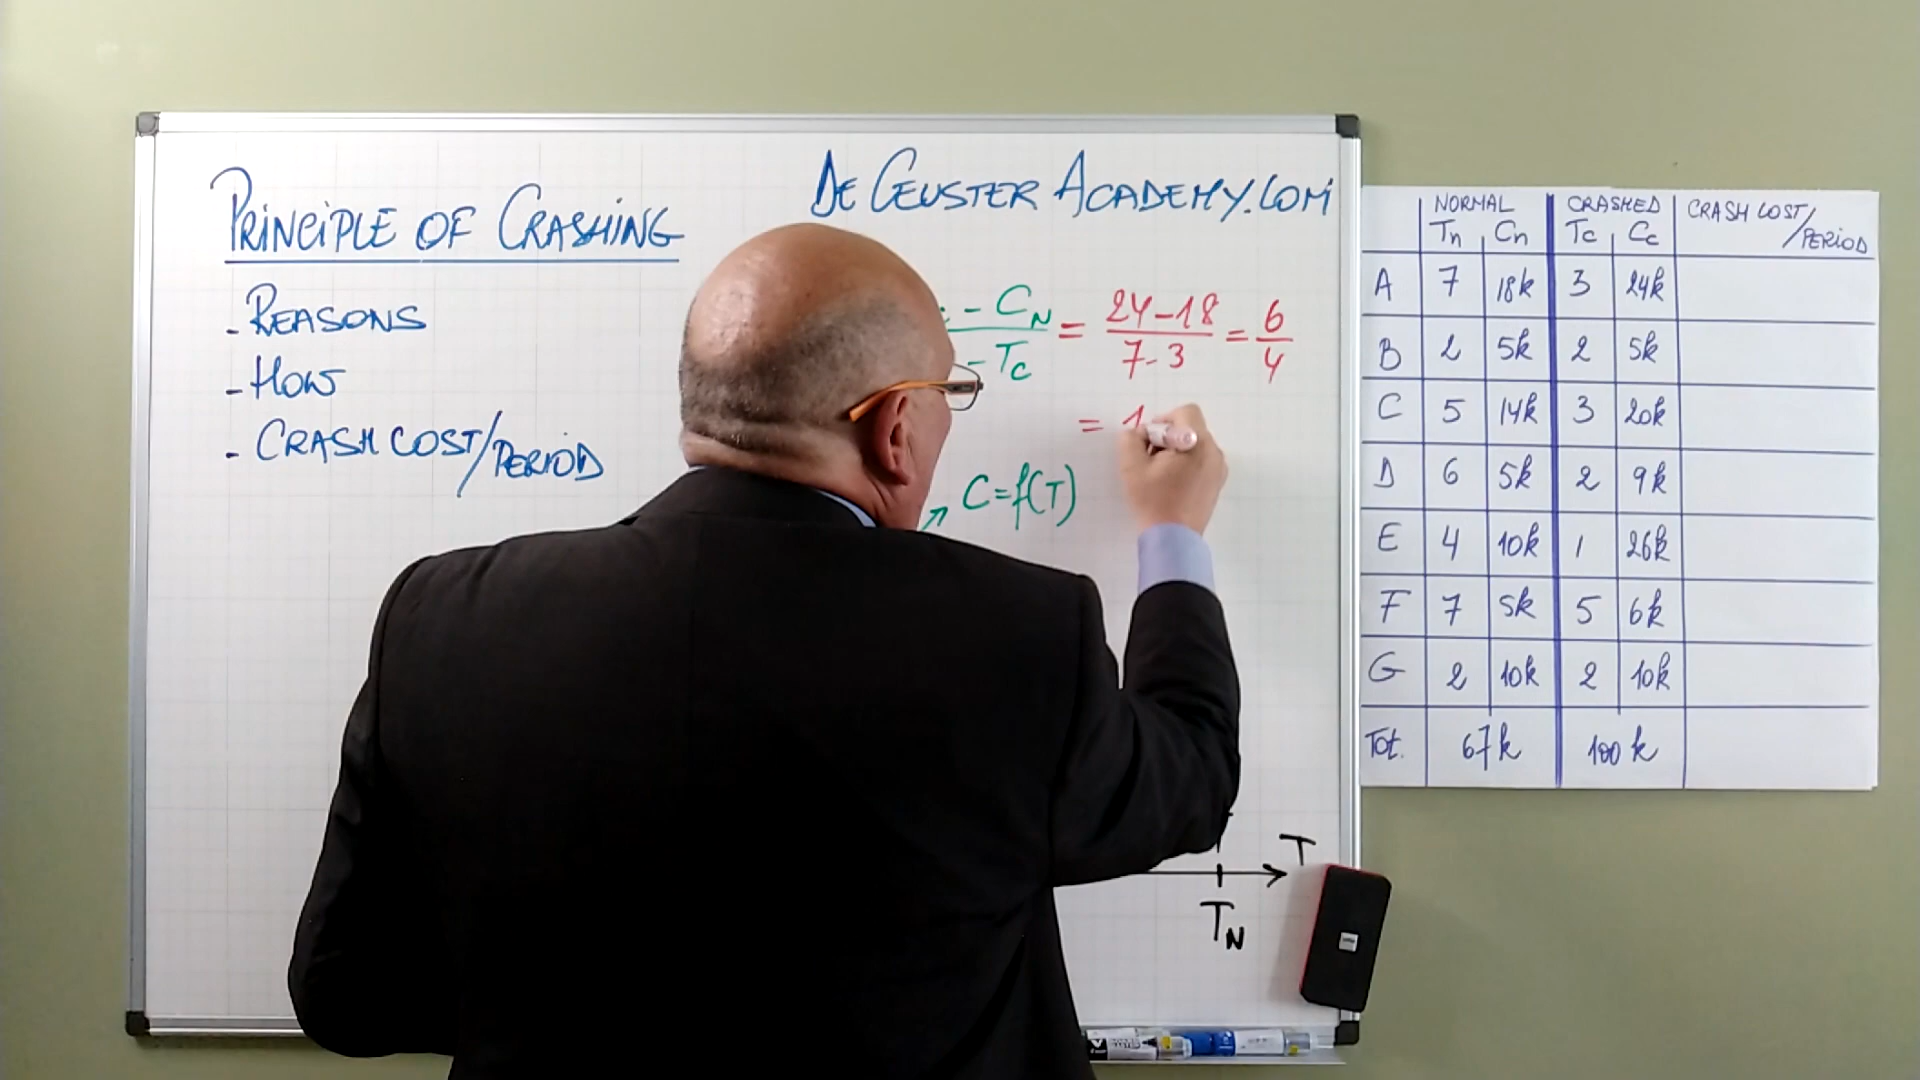 PRINCIPLE OF CRASHING
DE GEUSTER ACADEMY.COM
- REASONS
- HOW
- CRASH COST/PERIOD
- CN = 24-18 = 6
- TC 7-3 4
= 1
C=f(T)
T
TN
NORMAL CRASHED CRASH COST/PERIOD
Tn Cn Tc Cc
A 7 18k 3 24k
B 2 5k 2 5k
C 5 14k 3 20k
D 6 5k 2 9k
E 4 10k 1 26k
F 7 5k 5 6k
G 2 10k 2 10k
Tot. 67k 100k